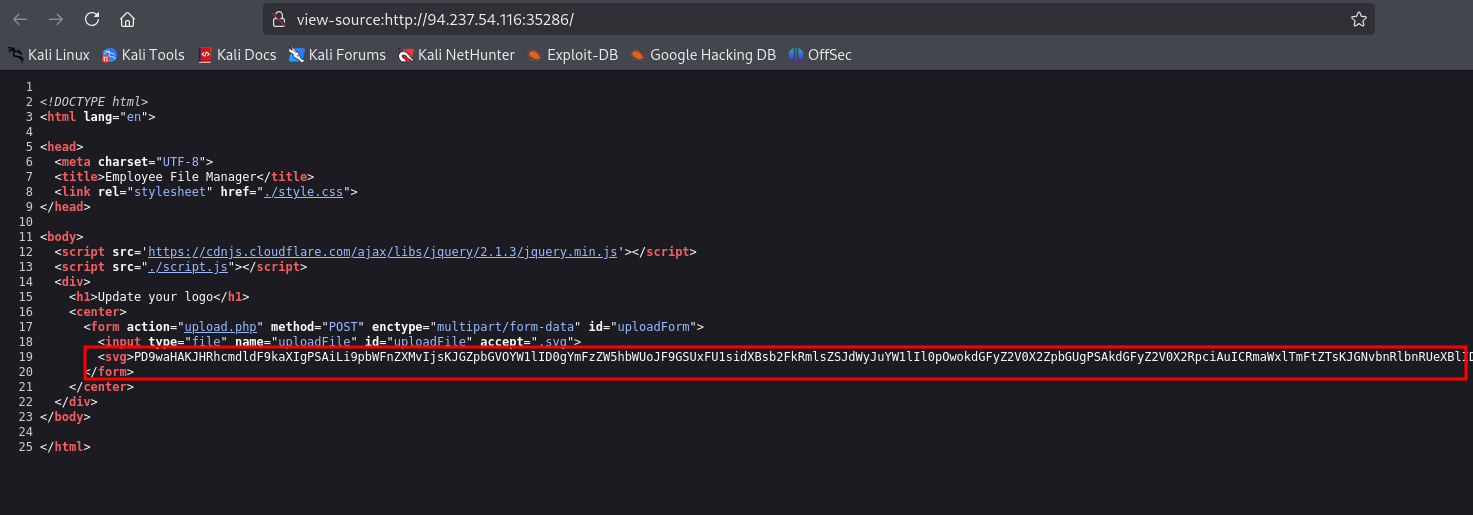 view-source:http://94.237.54.116:35286/
Kali Linux Kali Tools Kali Docs Kali Forums Kali NetHunter Exploit-DB Google Hacking DB OffSec
1
2 <!DOCTYPE html>
3 <html lang="en">
4
5 <head>
6 <meta charset="UTF-8">
7 <title>Employee File Manager</title>
8 <link rel="stylesheet" href="./style.css">
9 </head>
10
11 <body>
12 <script src='https://cdnjs.cloudflare.com/ajax/libs/jquery/2.1.3/jquery.min.js'></script>
13 <script src="./script.js"></script>
14 <div>
15 <h1>Update your logo</h1>
16 <center>
17 <form action="upload.php" method="POST" enctype="multipart/form-data" id="uploadForm">
18 <input type="file" name="uploadFile" id="uploadFile" accept=".svg">
19 <svg>PD9waHAKJHRhcmdldF9kaXIgPSAiLi9pbWFnZXMvIjsKJGZpbGVOYW1lID0gYmFzZW5hbWUoJF9GSUxFU1sidXBsb2FkRmlsZSJdWyJuYW1lIl0pOwokdGFyZ2V0X2ZpbGUgPSAkdGFyZ2V0X2RpciAuICRmaWxlTmFtZTsKJGNvbnRlbnRUeXBlID
20 </form>
21 </center>
22 </div>
23 </body>
24
25 </html>